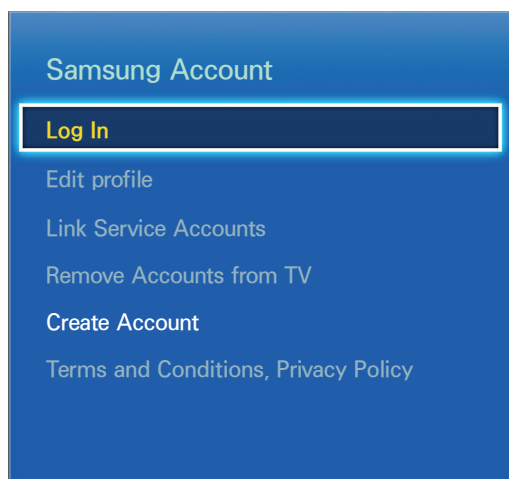 Samsung Account
Log In
Edit profile
Link Service Accounts
Remove Accounts from TV
Create Account
Terms and Conditions, Privacy Policy